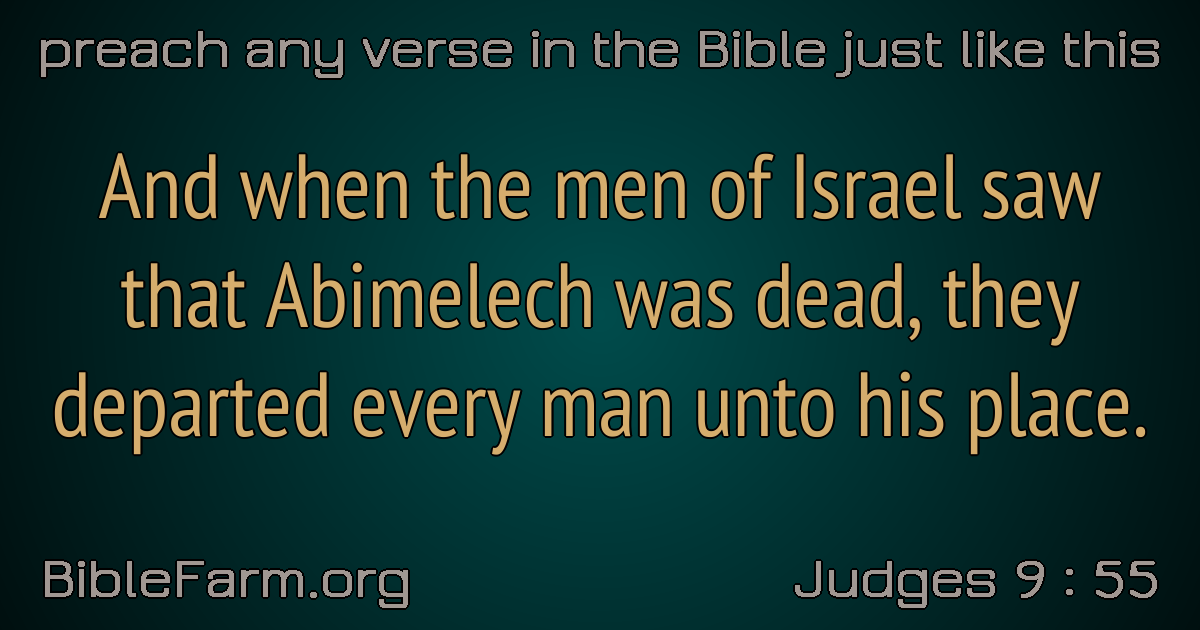 preach any verse in the Bible just like this
And when the men of Israel saw
that Abimelech was dead, they
departed every man unto his place.
BibleFarm.org
Judges 9 : 55